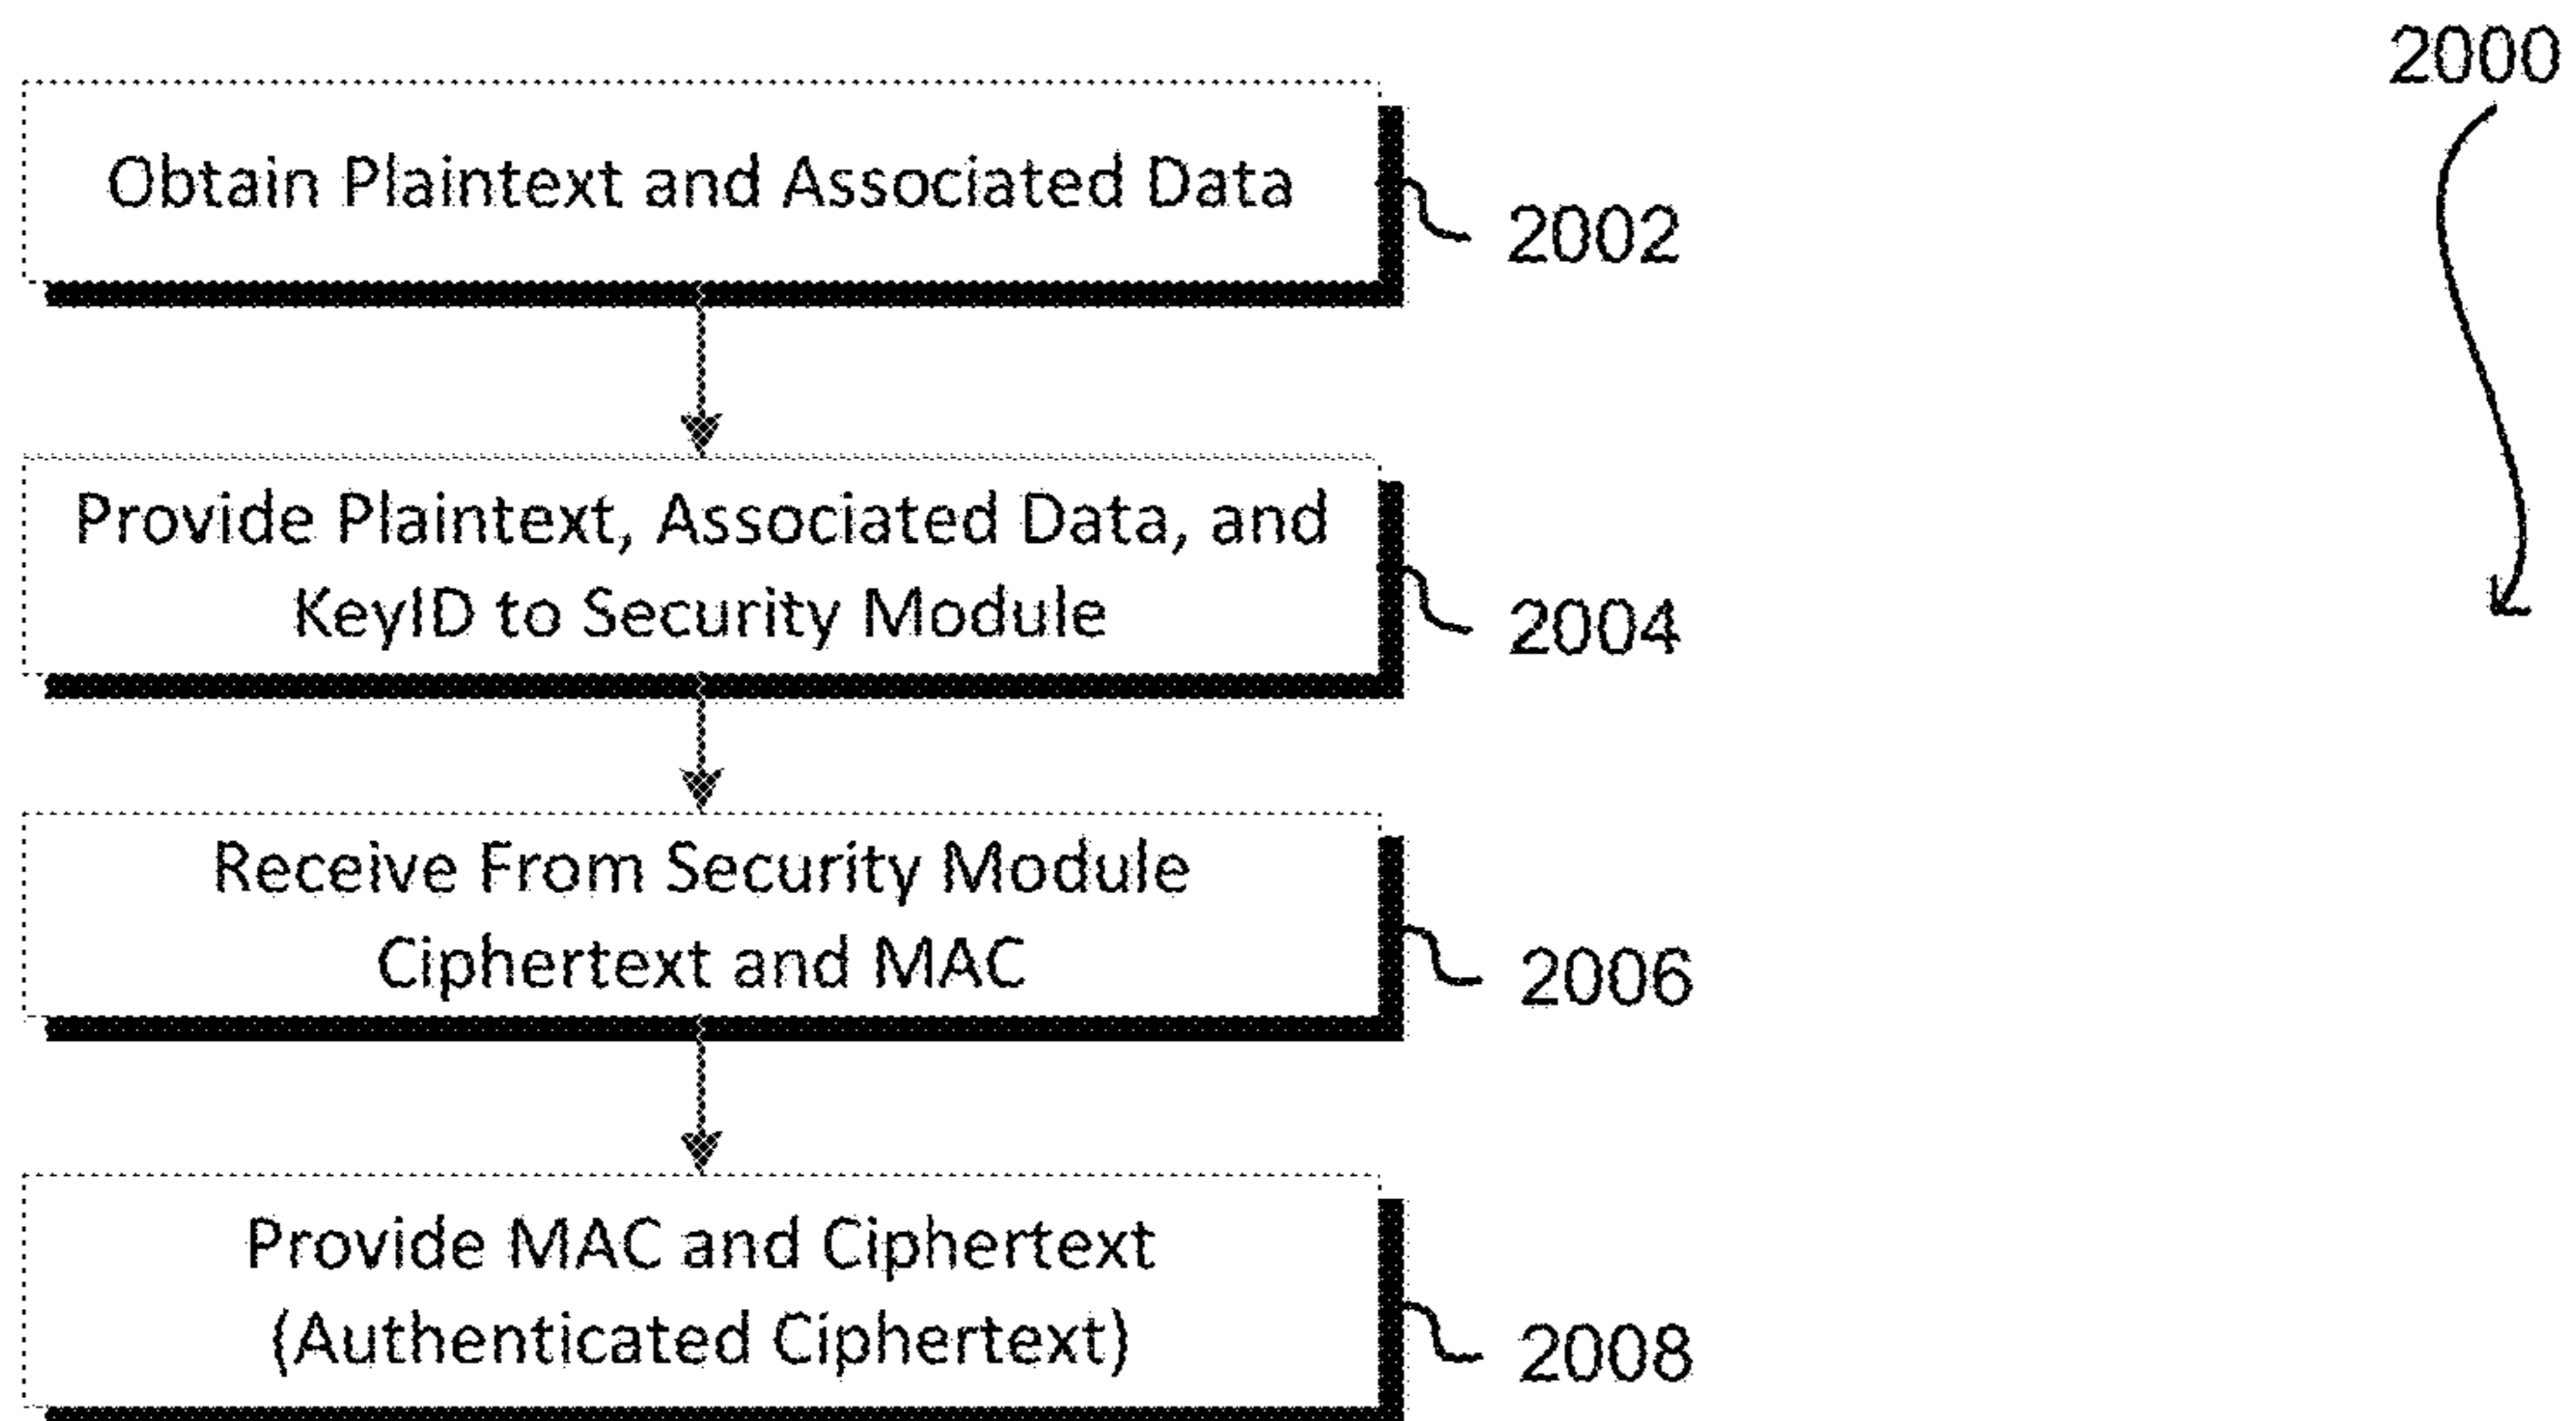 2000
Obtain Plaintext and Associated Data
2002
Provide Plaintext, Associated Data, and
KeyID to Security Module
2004
Receive From Security Module
Ciphertext and MAC
2006
Provide MAC and Ciphertext
(Authenticated Ciphertext)
2008